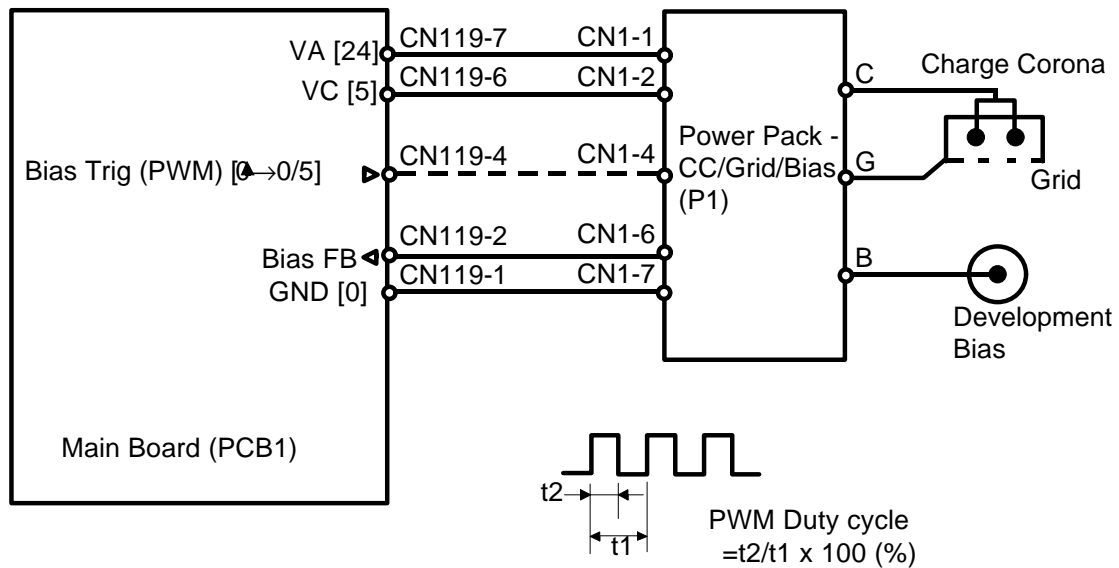 VA [24]
CN119-7
CN1-1
VC [5]
CN119-6
CN1-2
Bias Trig (PWM) [0→0/5]
CN119-4
CN1-4
Bias FB
CN119-2
CN1-6
GND [0]
CN119-1
CN1-7
Main Board (PCB1)
Power Pack -
CC/Grid/Bias
(P1)
C
Charge Corona
G
Grid
B
Development
Bias
t2
t1
PWM Duty cycle
=t2/t1 x 100 (%)